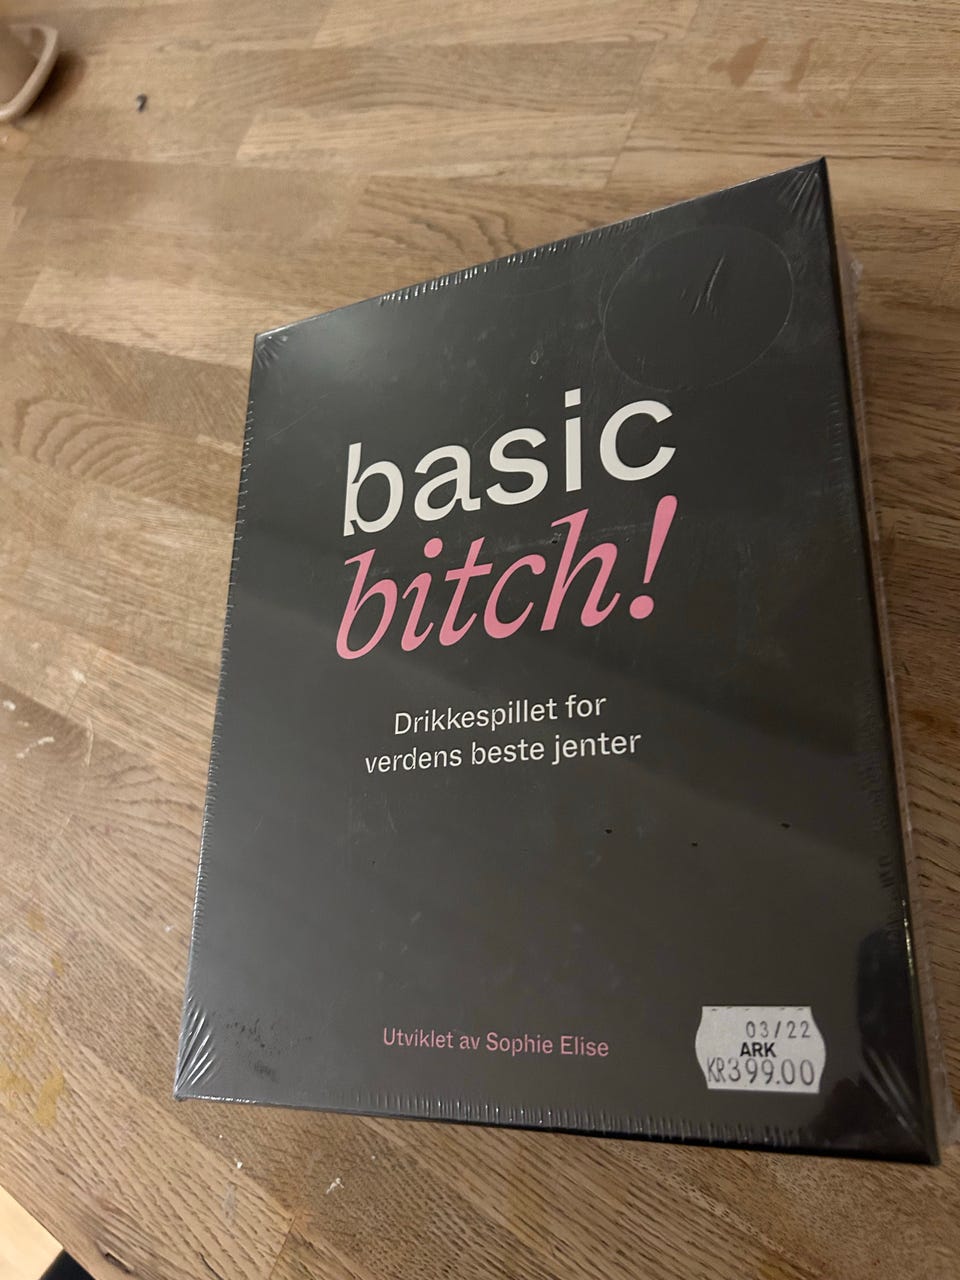 basic
bitch!
Drikkespillet for
verdens beste jenter
Utviklet av Sophie Elise
03/22
ARK
KR399.00